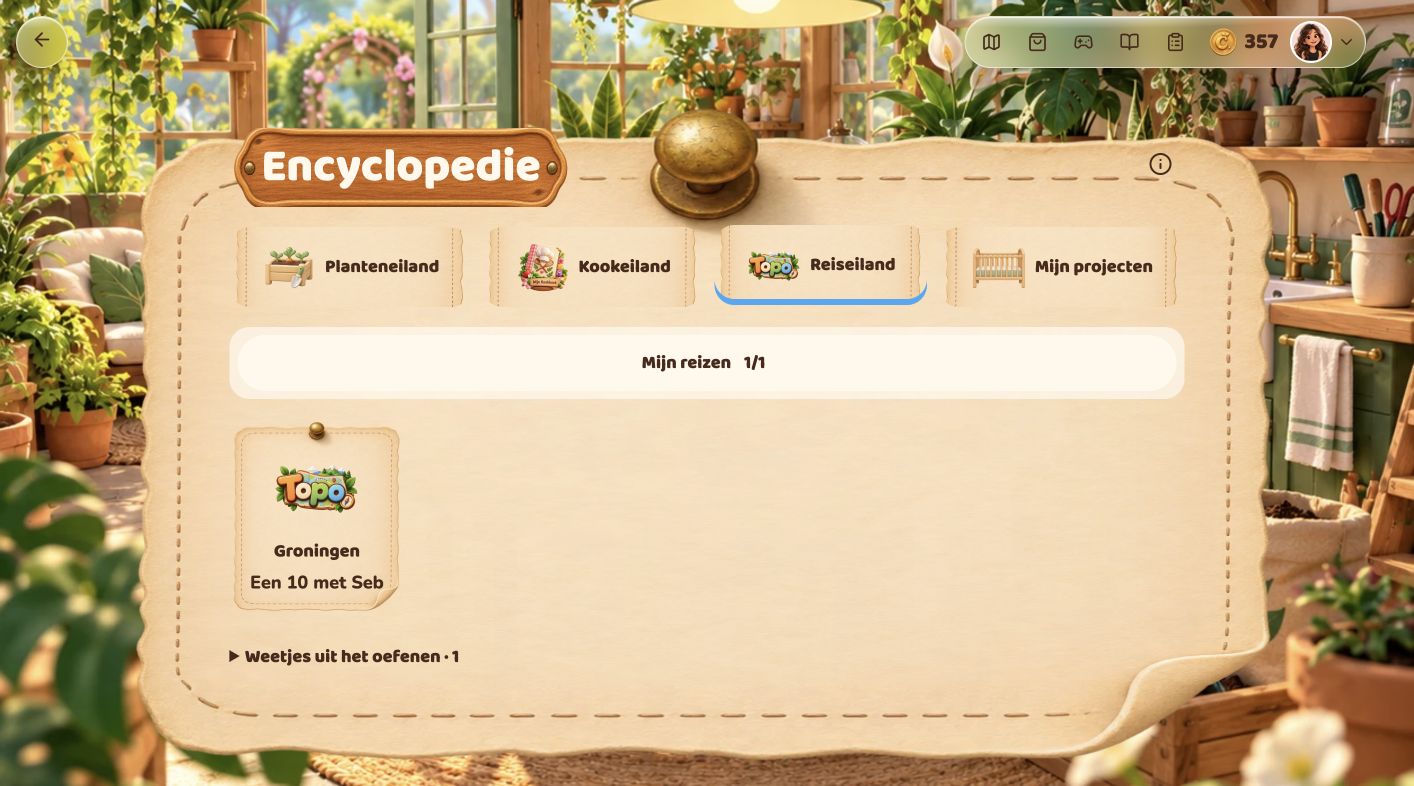 357
Encyclopedie
Planteneiland
Kookeiland
Topo
Reiseiland
Mijn projecten
Mijn reizen 1/1
Topo
Groningen
Een 10 met Seb
▶ Weetjes uit het oefenen · 1